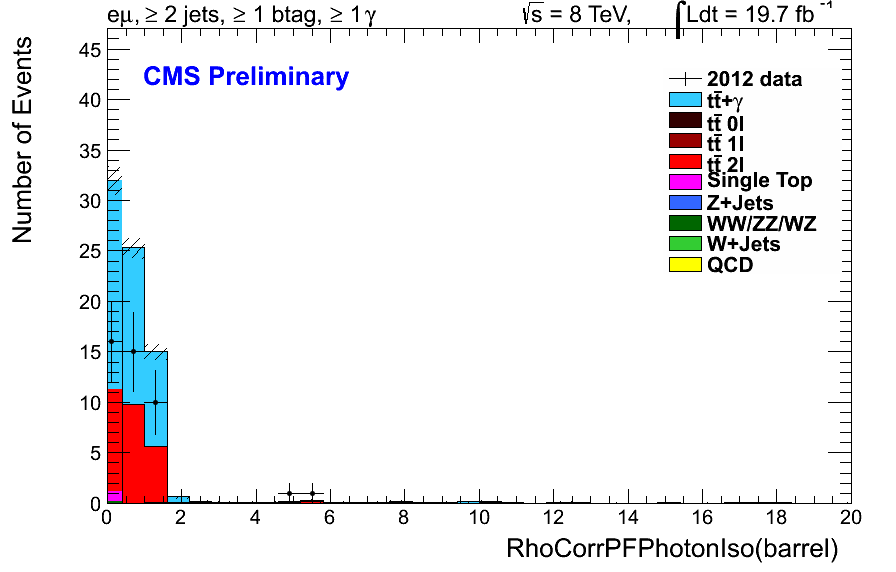 eμ, ≥ 2 jets, ≥ 1 btag, ≥ 1 γ
√s = 8 TeV, ∫Ldt = 19.7 fb⁻¹
CMS Preliminary
2012 data
tt̄+γ
tt̄ 0l
tt̄ 1l
tt̄ 2l
Single Top
Z+Jets
WW/ZZ/WZ
W+Jets
QCD
Number of Events
45
40
35
30
25
20
15
10
5
0
0 2 4 6 8 10 12 14 16 18 20
RhoCorrPFPhotonIso(barrel)